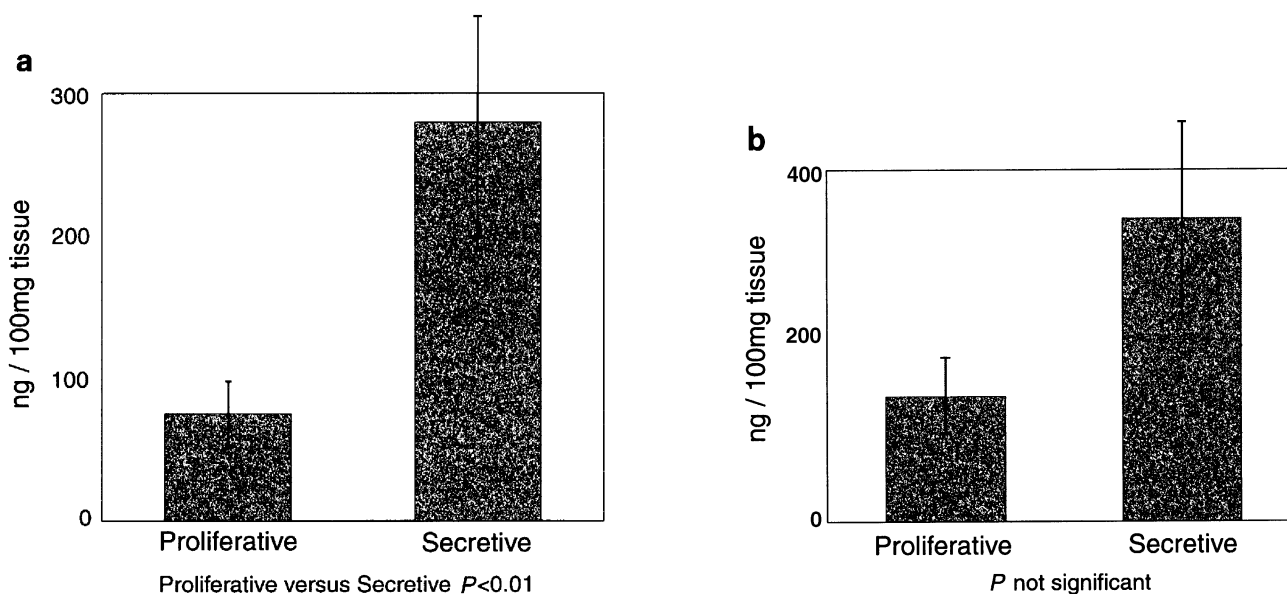 a
300
200
100
0
ng / 100mg tissue
Proliferative
Secretive
Proliferative versus Secretive P<0.01
b
400
200
0
ng / 100mg tissue
Proliferative
Secretive
P not significant